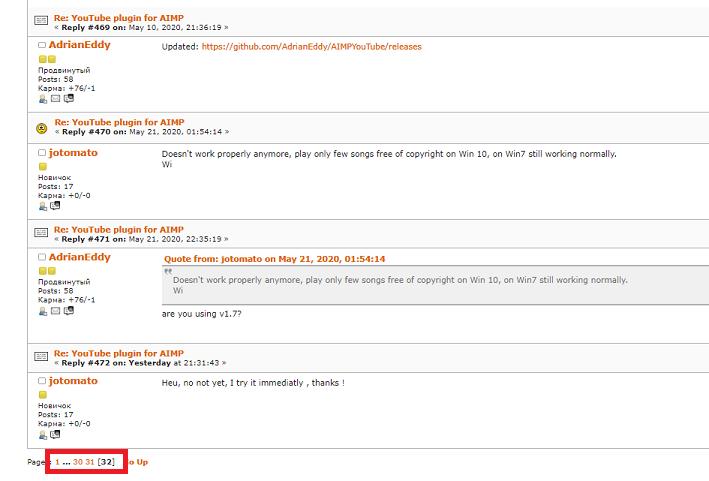 Re: YouTube plugin for AIMP
« Reply #469 on: May 10, 2020, 21:36:19 »
AdrianEddy
Продвинутый
Posts: 58
Карма: +76/-1
Updated: https://github.com/AdrianEddy/AIMPYouTube/releases
Re: YouTube plugin for AIMP
« Reply #470 on: May 21, 2020, 01:54:14 »
jotomato
Новичок
Posts: 17
Карма: +0/-0
Doesn't work properly anymore, play only few songs free of copyright on Win 10, on Win7 still working normally.
Wi
Re: YouTube plugin for AIMP
« Reply #471 on: May 21, 2020, 22:35:19 »
AdrianEddy
Продвинутый
Posts: 58
Карма: +76/-1
Quote from: jotomato on May 21, 2020, 01:54:14
Doesn't work properly anymore, play only few songs free of copyright on Win 10, on Win7 still working normally.
Wi
are you using v1.7?
Re: YouTube plugin for AIMP
« Reply #472 on: Yesterday at 21:31:43 »
jotomato
Новичок
Posts: 17
Карма: +0/-0
Heu, no not yet, I try it immediatly , thanks !
Page 1 ... 30 31 [32] Up